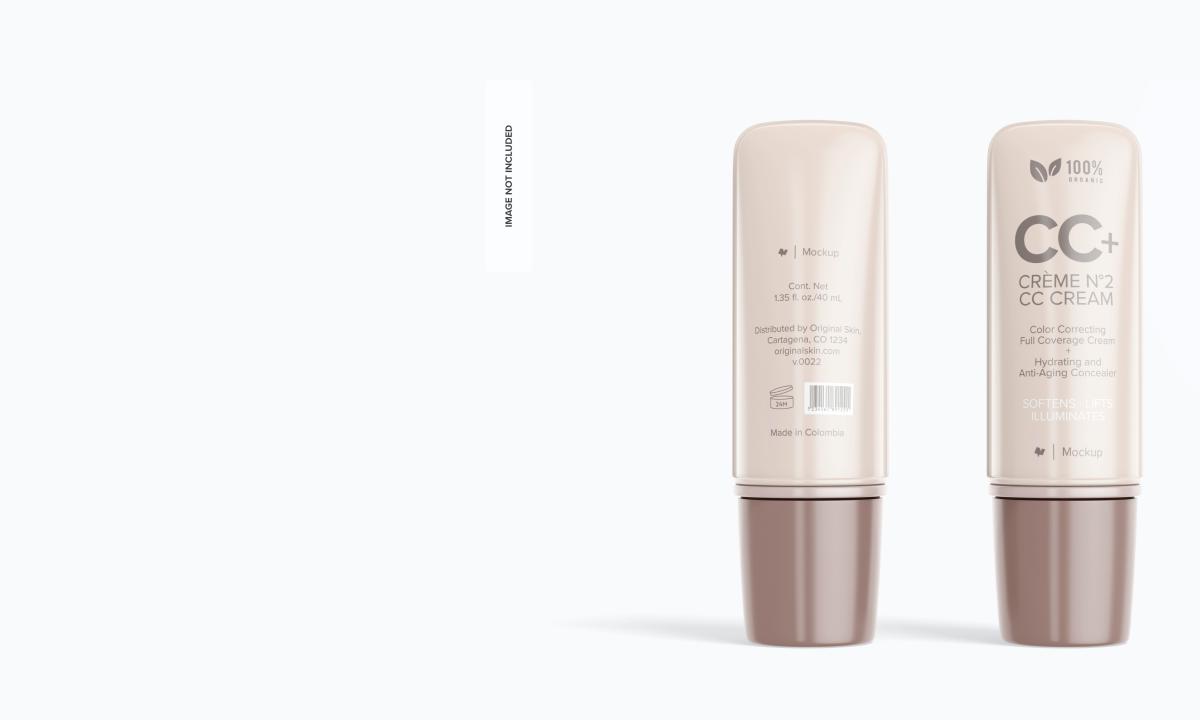 IMAGE NOT INCLUDED
Mockup
Cont. Net
1.35 fl. oz./40 mL
Distributed by Original Skin,
Cartagena, CO 1234
originalskin.com
v.0022
24M
Made in Colombia
100%
ORGANIC
CC+
CRÈME N°2
CC CREAM
Color Correcting
Full Coverage Cream
+
Hydrating and
Anti-Aging Concealer
SOFTENS · LIFTS
ILLUMINATES
Mockup